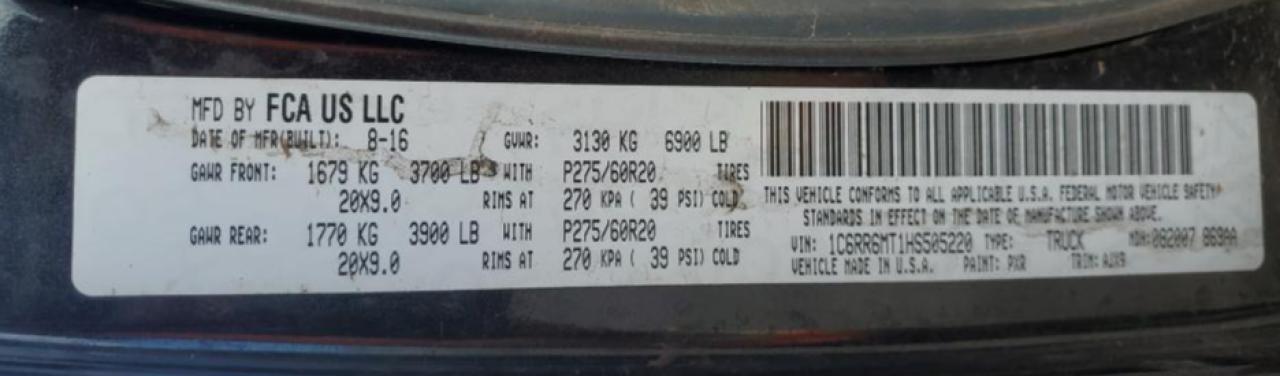 MFD BY FCA US LLC
DATE OF MFR(BUILT): 8-16 GVWR: 3130 KG 6900 LB
GAWR FRONT: 1679 KG 3700 LB WITH P275/60R20 TIRES
20X9.0 RIMS AT 270 KPA ( 39 PSI) COLD
GAWR REAR: 1770 KG 3900 LB WITH P275/60R20 TIRES
20X9.0 RIMS AT 270 KPA ( 39 PSI) COLD
THIS VEHICLE CONFORMS TO ALL APPLICABLE U.S.A. FEDERAL MOTOR VEHICLE SAFETY
STANDARDS IN EFFECT ON THE DATE OF MANUFACTURE SHOWN ABOVE.
VIN: 1C6RR6MT1HS505220 TYPE: TRUCK MDH:
VEHICLE MADE IN U.S.A. PAINT: PXR TRIM: